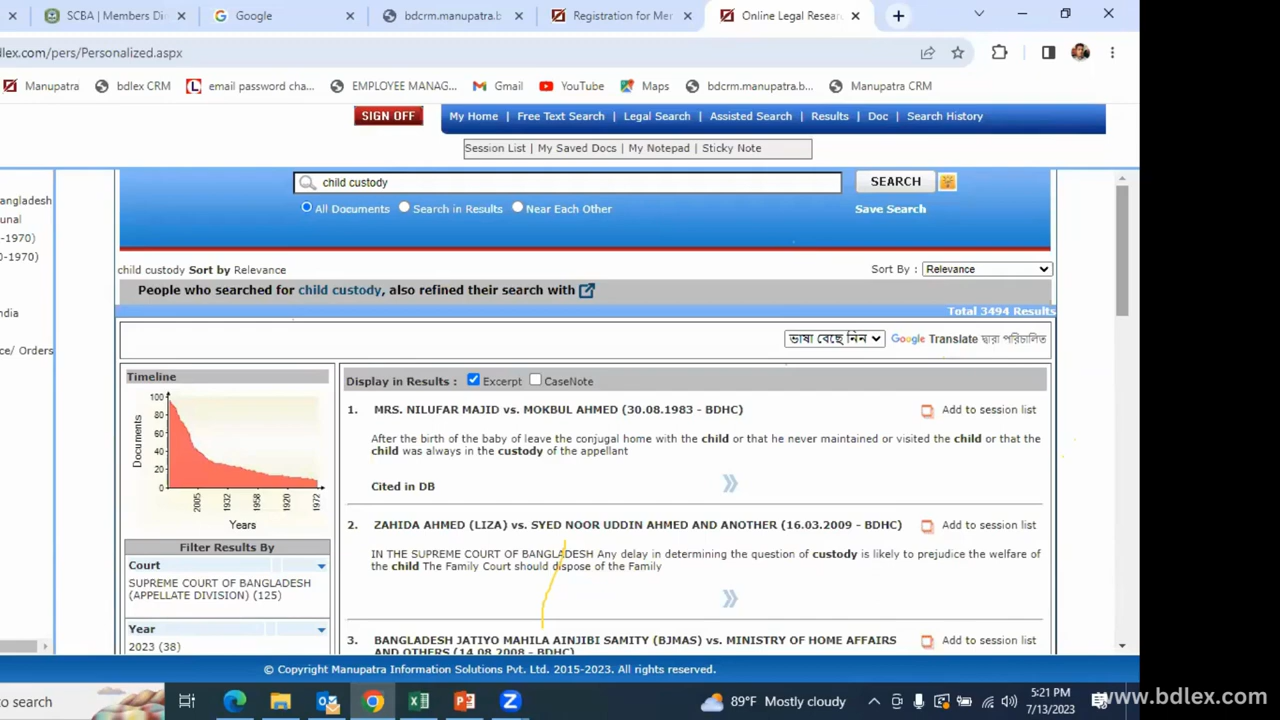 SCBA | Members Di
Google
bdcrm.manupatra.b
Registration for Mer
Online Legal Resear
dlex.com/pers/Personalized.aspx
Manupatra
bdlex CRM
email password cha...
EMPLOYEE MANAG...
Gmail
YouTube
Maps
bdcrm.manupatra.b...
Manupatra CRM
SIGN OFF
My Home | Free Text Search | Legal Search | Assisted Search | Results | Doc | Search History
Session List | My Saved Docs | My Notepad | Sticky Note
angladesh
unal
0-1970)
0-1970)
ndia
ce/ Orders
child custody
SEARCH
All Documents
Search in Results
Near Each Other
Save Search
child custody Sort by Relevance
Sort By : Relevance
People who searched for child custody, also refined their search with
Total 3494 Results
ভাষা বেছে নিন
Google Translate দ্বারা পরিচালিত
Timeline
100
80
60
40
20
0
Documents
2005
1932
1958
1920
1972
Years
Filter Results By
Court
SUPREME COURT OF BANGLADESH
(APPELLATE DIVISION) (125)
Year
2023 (38)
Display in Results : Excerpt CaseNote
1. MRS. NILUFAR MAJID vs. MOKBUL AHMED (30.08.1983 - BDHC)
Add to session list
After the birth of the baby of leave the conjugal home with the child or that he never maintained or visited the child or that the
child was always in the custody of the appellant
Cited in DB
2. ZAHIDA AHMED (LIZA) vs. SYED NOOR UDDIN AHMED AND ANOTHER (16.03.2009 - BDHC)
Add to session list
IN THE SUPREME COURT OF BANGLADESH Any delay in determining the question of custody is likely to prejudice the welfare of
the child The Family Court should dispose of the Family
3. BANGLADESH JATIYO MAHILA AINJIBI SAMITY (BJMAS) vs. MINISTRY OF HOME AFFAIRS
AND OTHERS (14.08.2008 - BDHC)
Add to session list
© Copyright Manupatra Information Solutions Pvt. Ltd. 2015-2023. All rights reserved.
to search
89°F Mostly cloudy
5:21 PM
7/13/2023
www.bdlex.com